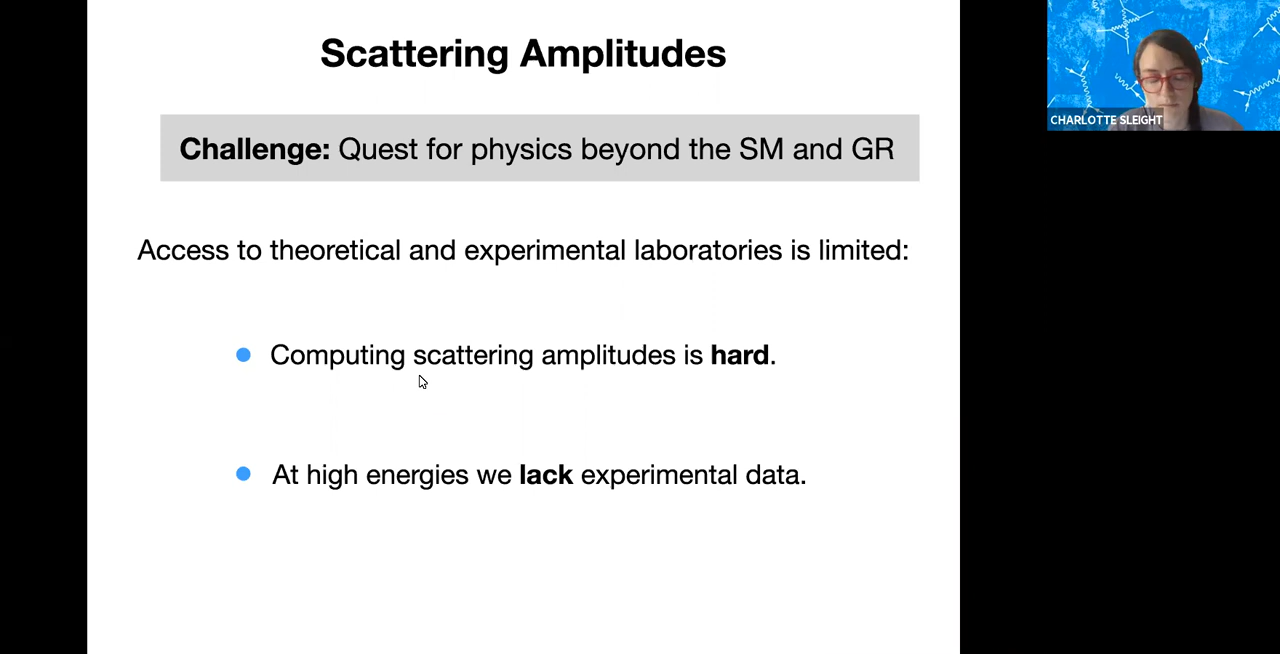 Scattering Amplitudes
Challenge: Quest for physics beyond the SM and GR
Access to theoretical and experimental laboratories is limited:
Computing scattering amplitudes is hard.
At high energies we lack experimental data.
CHARLOTTE SLEIGHT